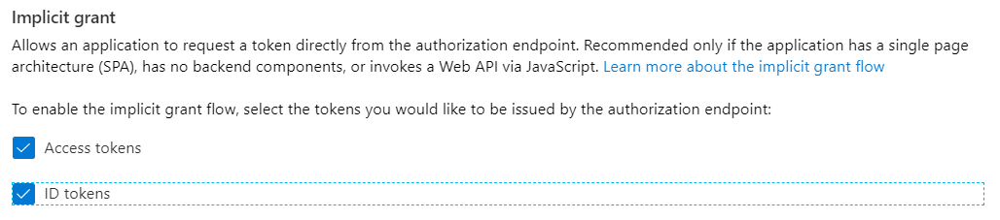 Implicit grant
Allows an application to request a token directly from the authorization endpoint. Recommended only if the application has a single page
architecture (SPA), has no backend components, or invokes a Web API via JavaScript. Learn more about the implicit grant flow
To enable the implicit grant flow, select the tokens you would like to be issued by the authorization endpoint:
Access tokens
ID tokens